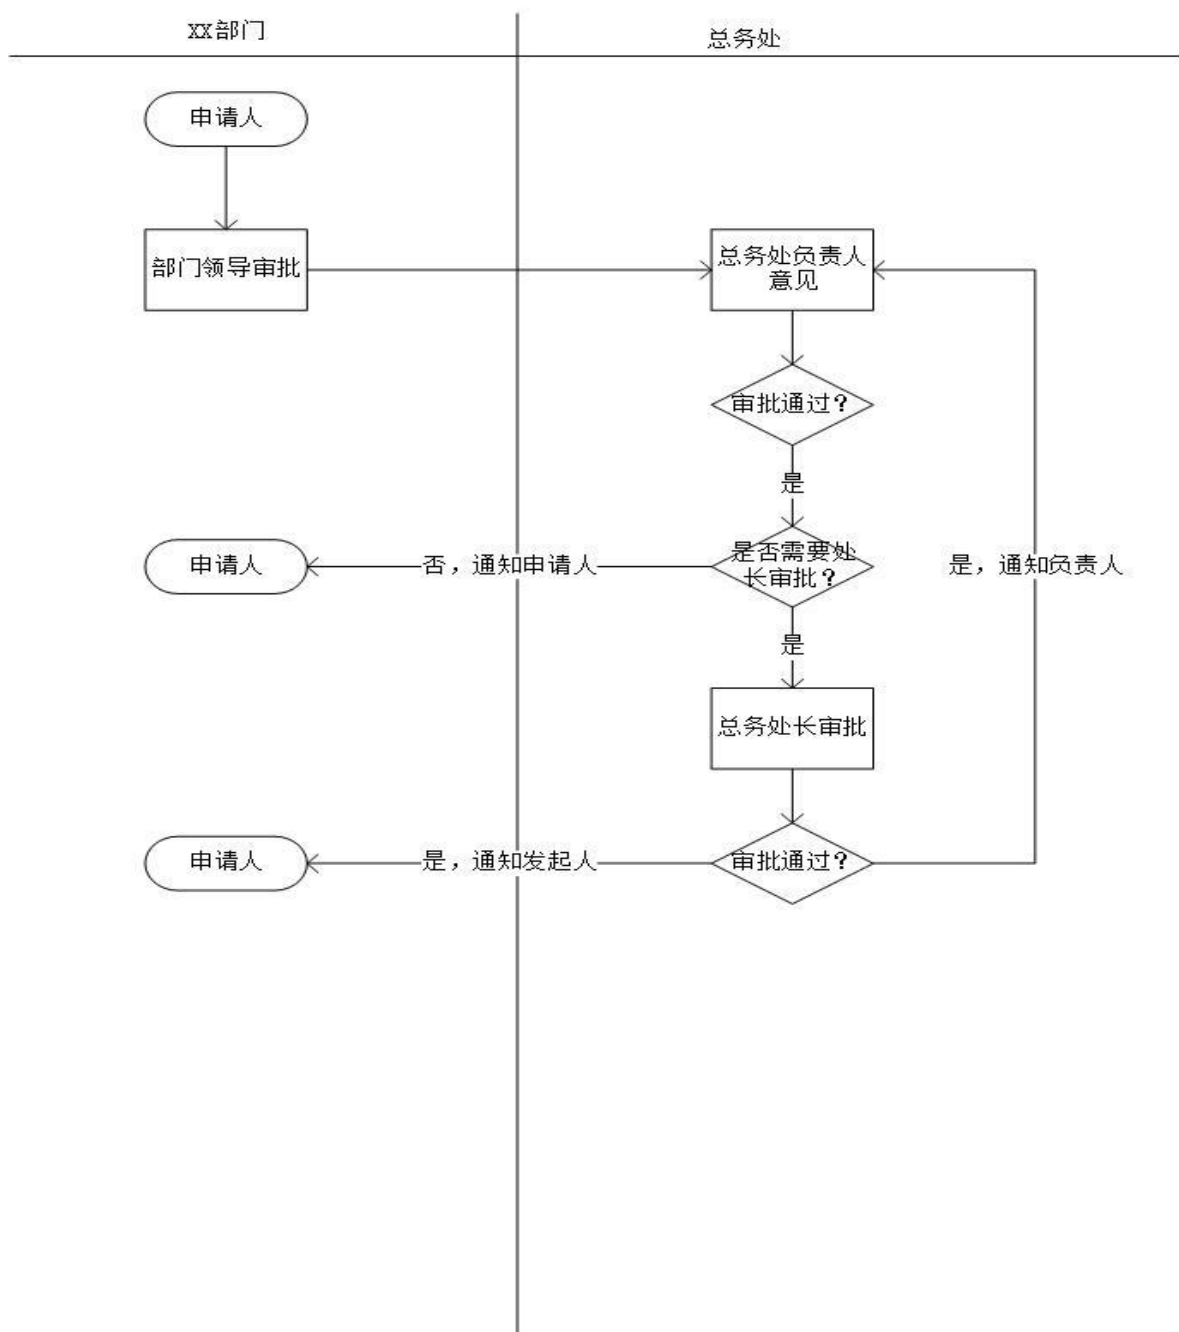 XX部门
总务处
申请人
部门领导审批
总务处负责人
意见
审批通过？
是
申请人
否，通知申请人
是否需要处
长审批？
是，通知负责人
是
总务处长审批
申请人
是，通知发起人
审批通过？